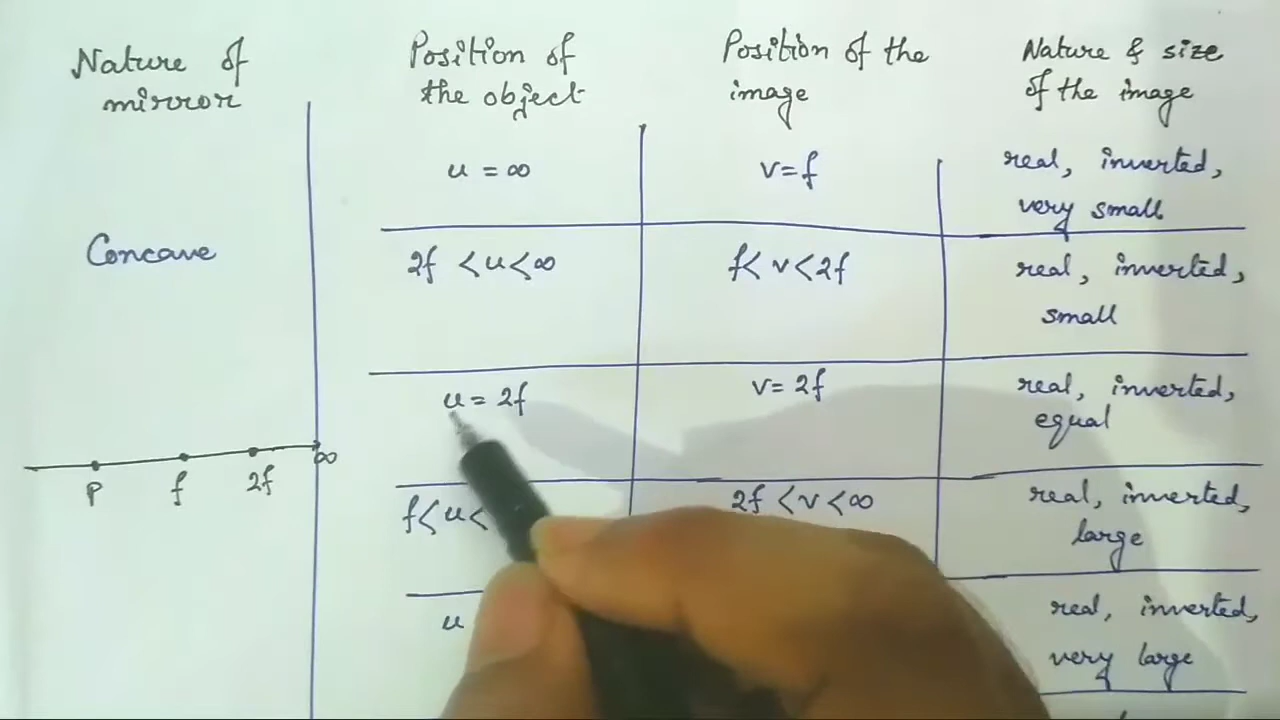 Nature of
mirror
Position of
the object
Position of the
image
Nature & size
of the image
Concave
u = ∞
v = f
real, inverted,
very small
2f < u < ∞
f < v < 2f
real, inverted,
small
u = 2f
v = 2f
real, inverted,
equal
f < u <
2f < v < ∞
real, inverted,
large
u
real, inverted,
very large
P f 2f ∞